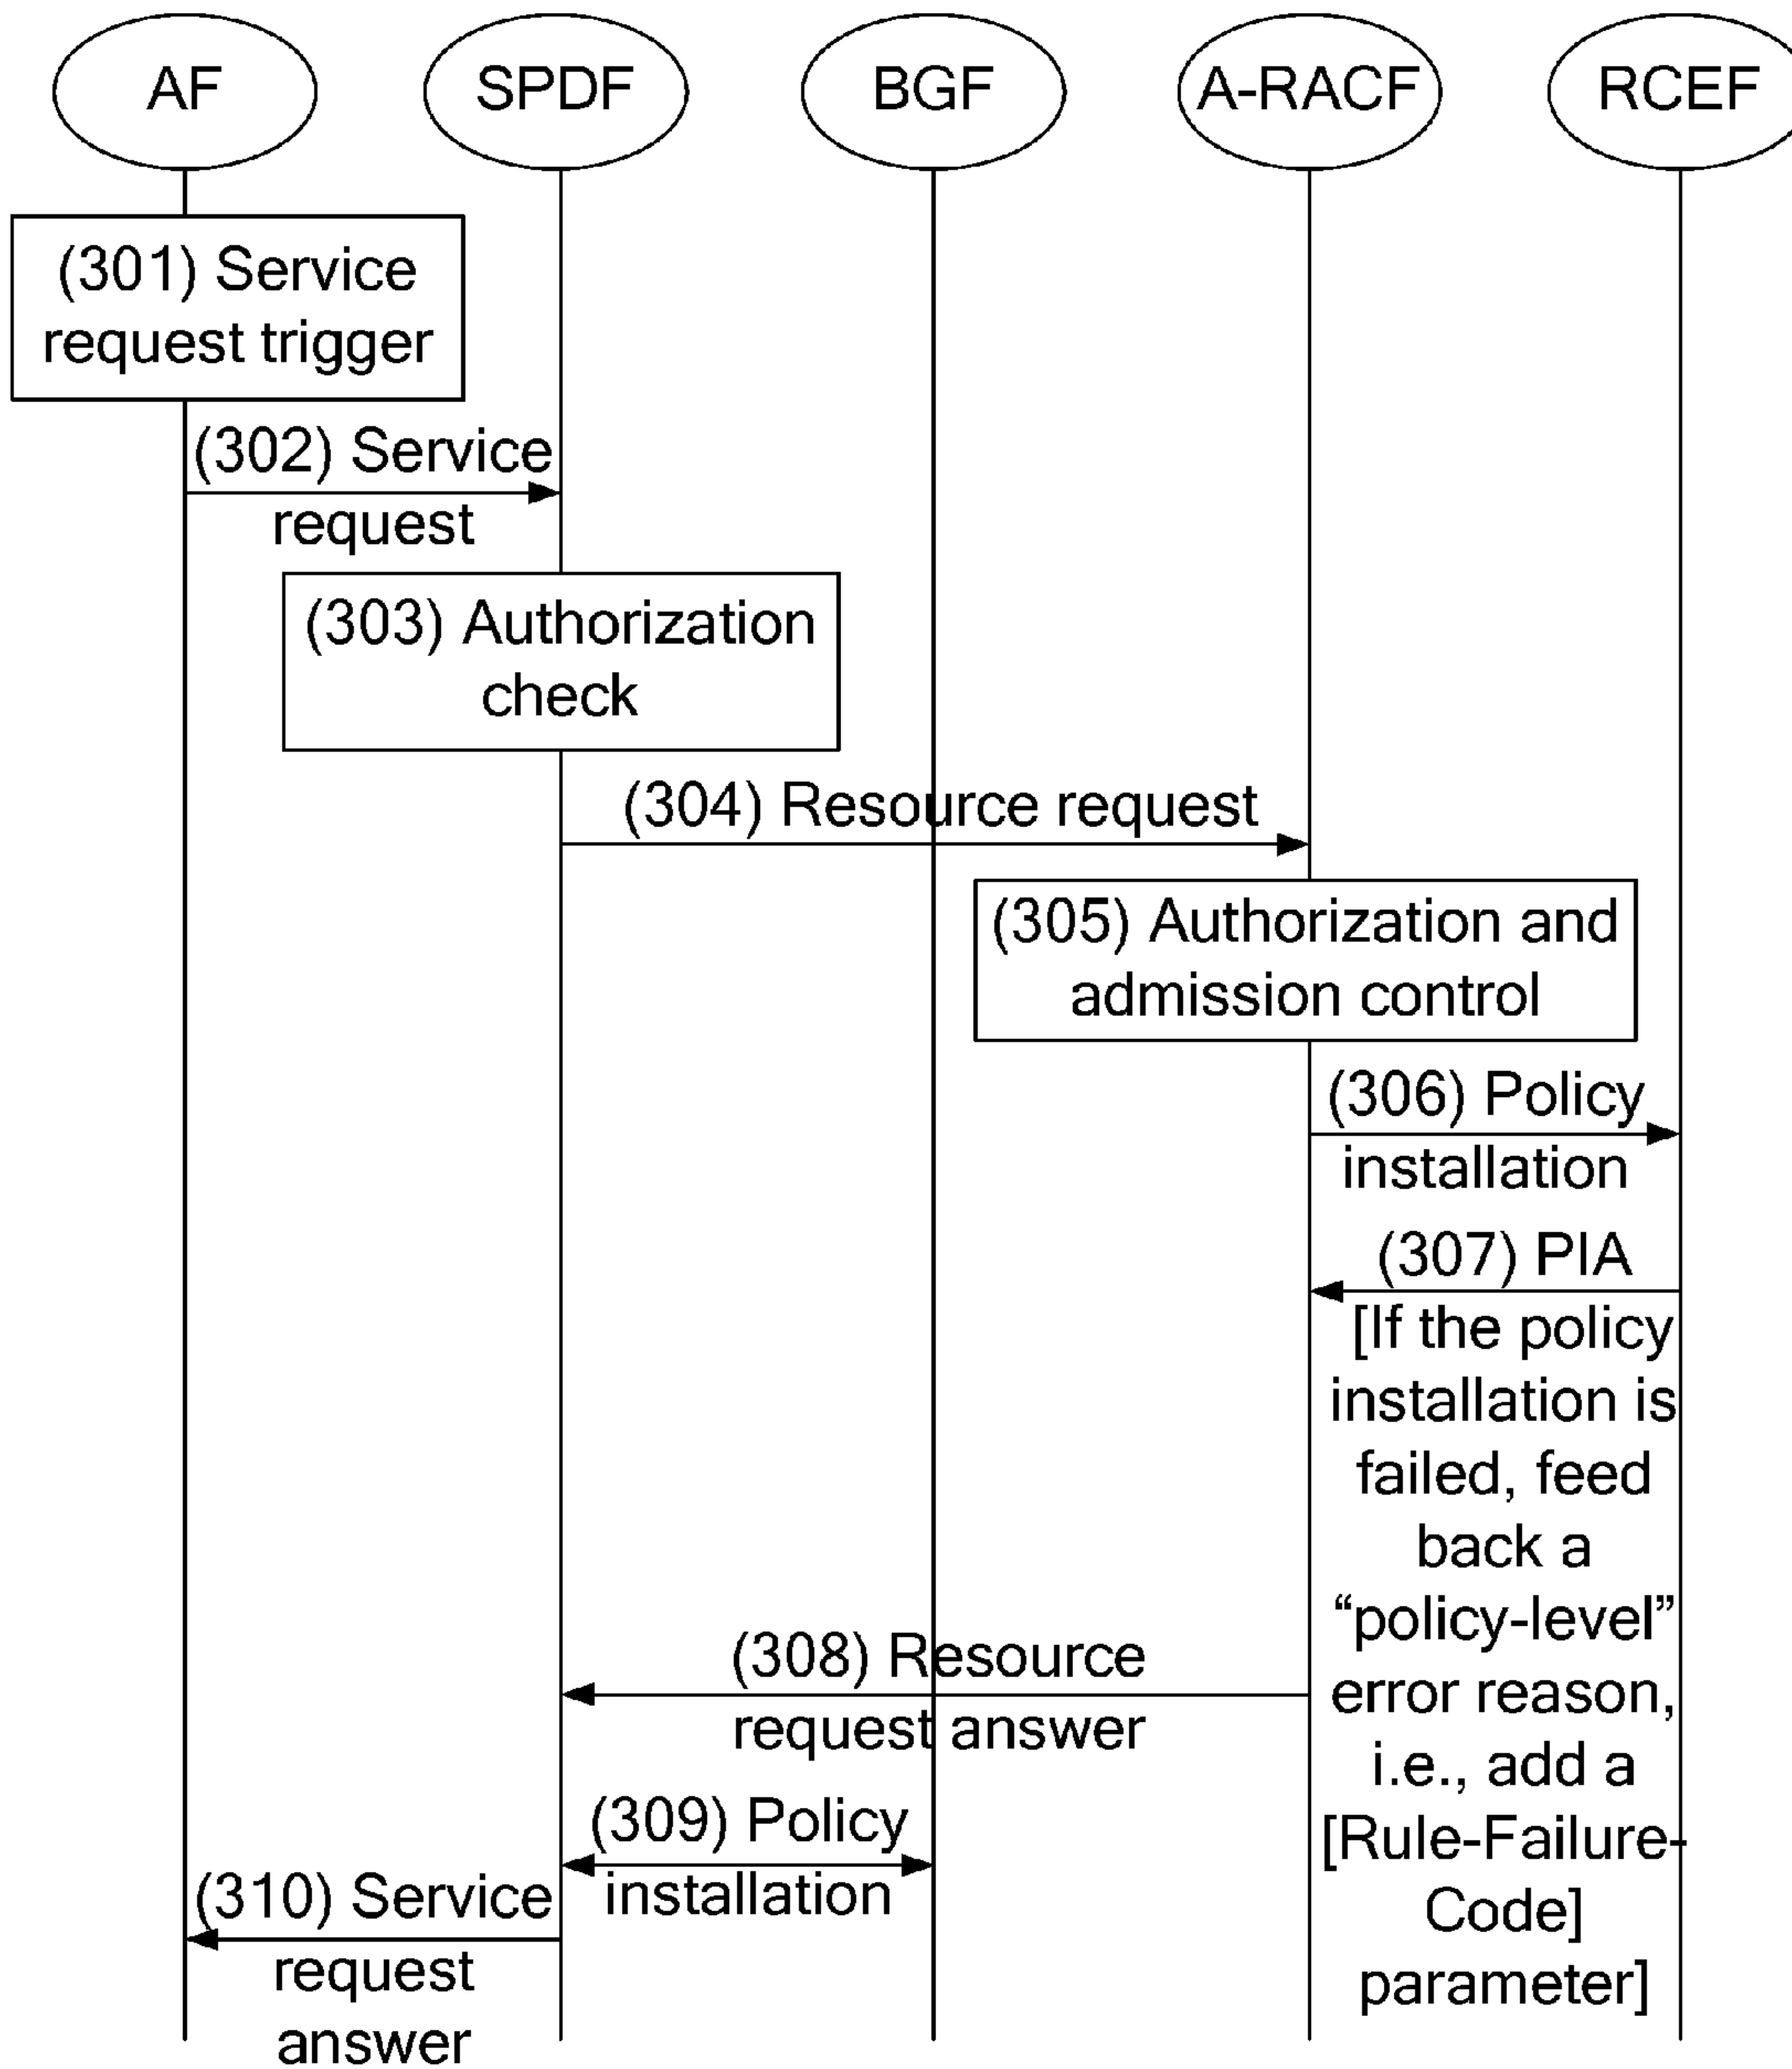 AF
SPDF
BGF
A-RACF
RCEF
(301) Service
request trigger
(302) Service
request
(303) Authorization
check
(304) Resource request
(305) Authorization and
admission control
(306) Policy
installation
(307) PIA
[If the policy
installation is
failed, feed
back a
“policy-level”
error reason,
i.e., add a
[Rule-Failure-
Code]
parameter]
(308) Resource
request answer
(309) Policy
installation
(310) Service
request
answer